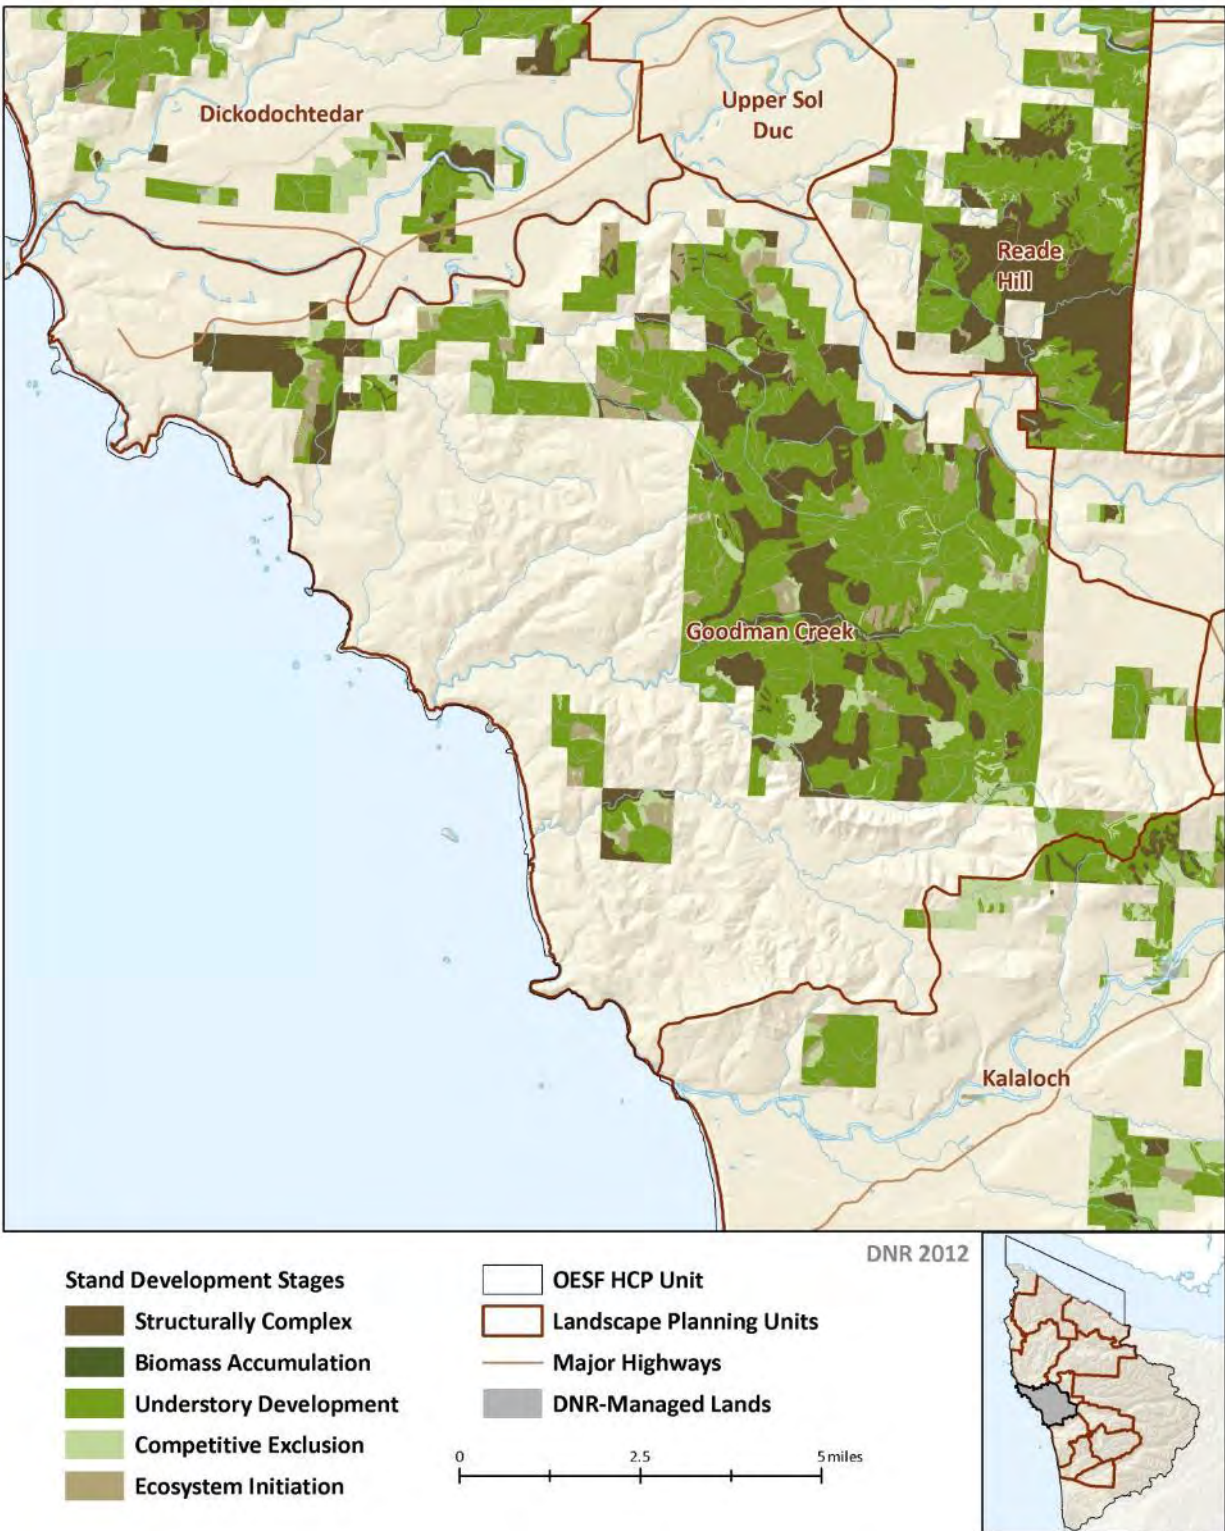 Dickodochtedar
Upper Sol
Duc
Reade
Hill
Goodman Creek
Kalaloch
DNR 2012
Stand Development Stages
Structurally Complex
Biomass Accumulation
Understory Development
Competitive Exclusion
Ecosystem Initiation
OESF HCP Unit
Landscape Planning Units
Major Highways
DNR-Managed Lands
0 2.5 5 miles